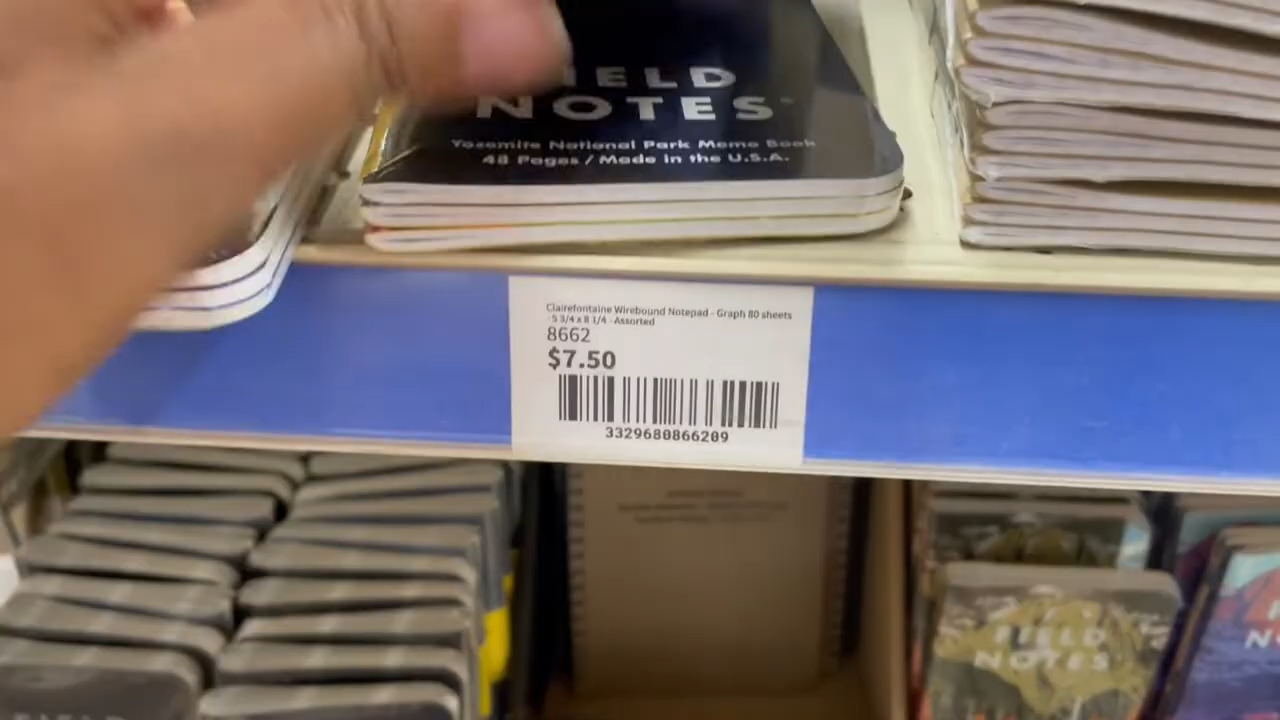 IELD
NOTES
Yosemite National Park Memo Book
48 Pages / Made in the U.S.A.
Clairefontaine Wirebound Notepad - Graph 80 sheets
- 5 3/4 x 8 1/4 - Assorted
8662
$7.50
3329680866209
FIELD
NOTES